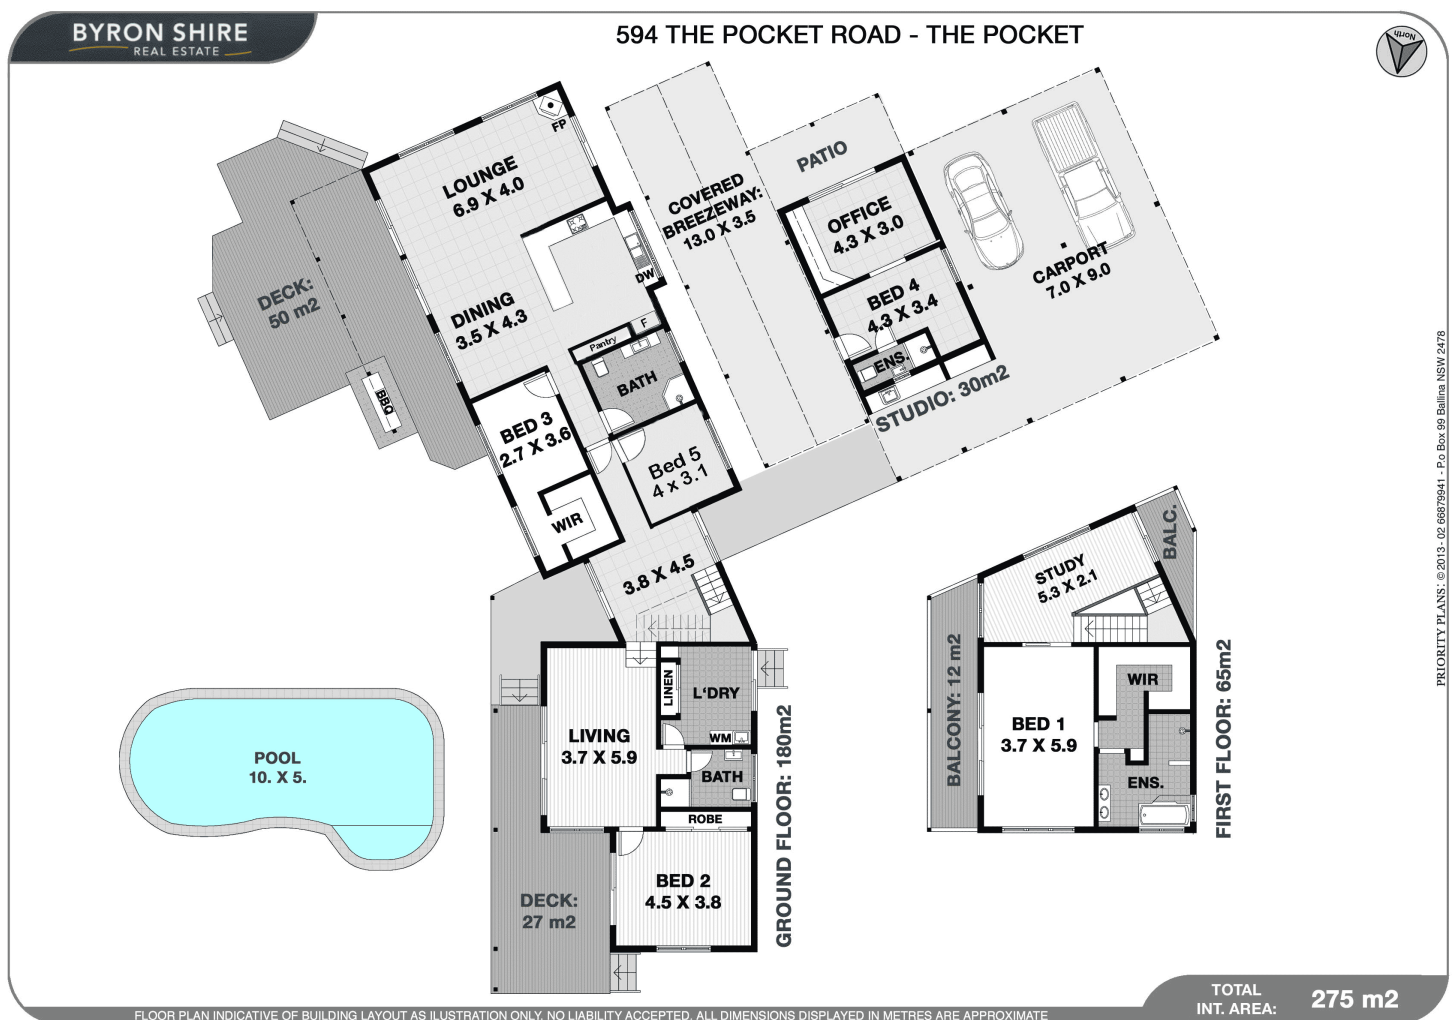 BYRON SHIRE
REAL ESTATE
594 THE POCKET ROAD - THE POCKET
North
FP
LOUNGE
6.9 X 4.0
COVERED
BREEZEWAY:
13.0 X 3.5
PATIO
OFFICE
4.3 X 3.0
CARPORT
7.0 X 9.0
DECK:
50 m2
DINING
3.5 X 4.3
DW
F
Pantry
BED 4
4.3 X 3.4
ENS.
STUDIO: 30m2
BATH
BBQ
BED 3
2.7 X 3.6
Bed 5
4 x 3.1
WIR
3.8 X 4.5
STUDY
5.3 X 2.1
BALC.
LINEN
L'DRY
WM
LIVING
3.7 X 5.9
BATH
ROBE
BED 2
4.5 X 3.8
DECK:
27 m2
GROUND FLOOR: 180m2
POOL
10. X 5.
BALCONY: 12 m2
BED 1
3.7 X 5.9
WIR
ENS.
FIRST FLOOR: 65m2
PRIORITY PLANS: © 2013 - 02 66879941 - P.o Box 99 Ballina NSW 2478
TOTAL
INT. AREA:
275 m2
FLOOR PLAN INDICATIVE OF BUILDING LAYOUT AS ILUSTRATION ONLY. NO LIABILITY ACCEPTED. ALL DIMENSIONS DISPLAYED IN METRES ARE APPROXIMATE